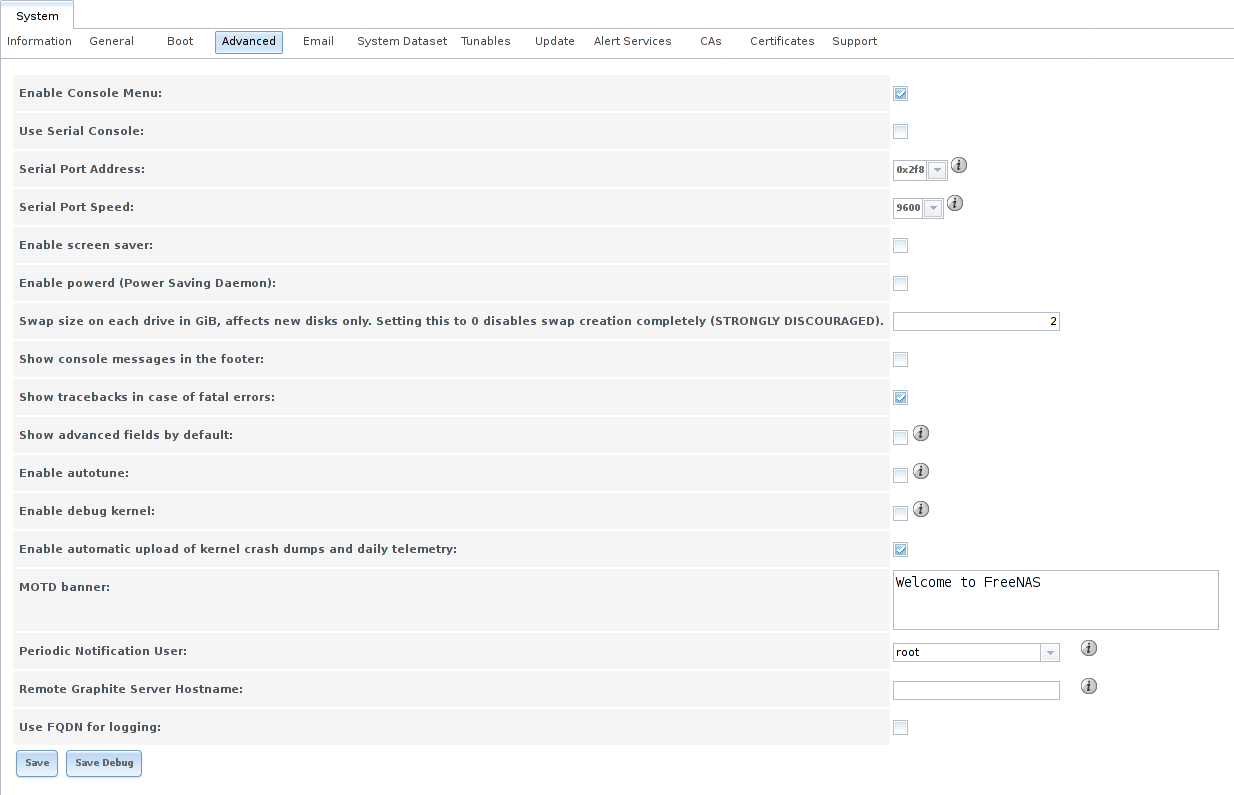 System
Information General Boot Advanced Email System Dataset Tunables Update Alert Services CAs Certificates Support
Enable Console Menu:
Use Serial Console:
Serial Port Address: 0x2f8
Serial Port Speed: 9600
Enable screen saver:
Enable powerd (Power Saving Daemon):
Swap size on each drive in GiB, affects new disks only. Setting this to 0 disables swap creation completely (STRONGLY DISCOURAGED). 2
Show console messages in the footer:
Show tracebacks in case of fatal errors:
Show advanced fields by default:
Enable autotune:
Enable debug kernel:
Enable automatic upload of kernel crash dumps and daily telemetry:
MOTD banner: Welcome to FreeNAS
Periodic Notification User: root
Remote Graphite Server Hostname:
Use FQDN for logging:
Save Save Debug